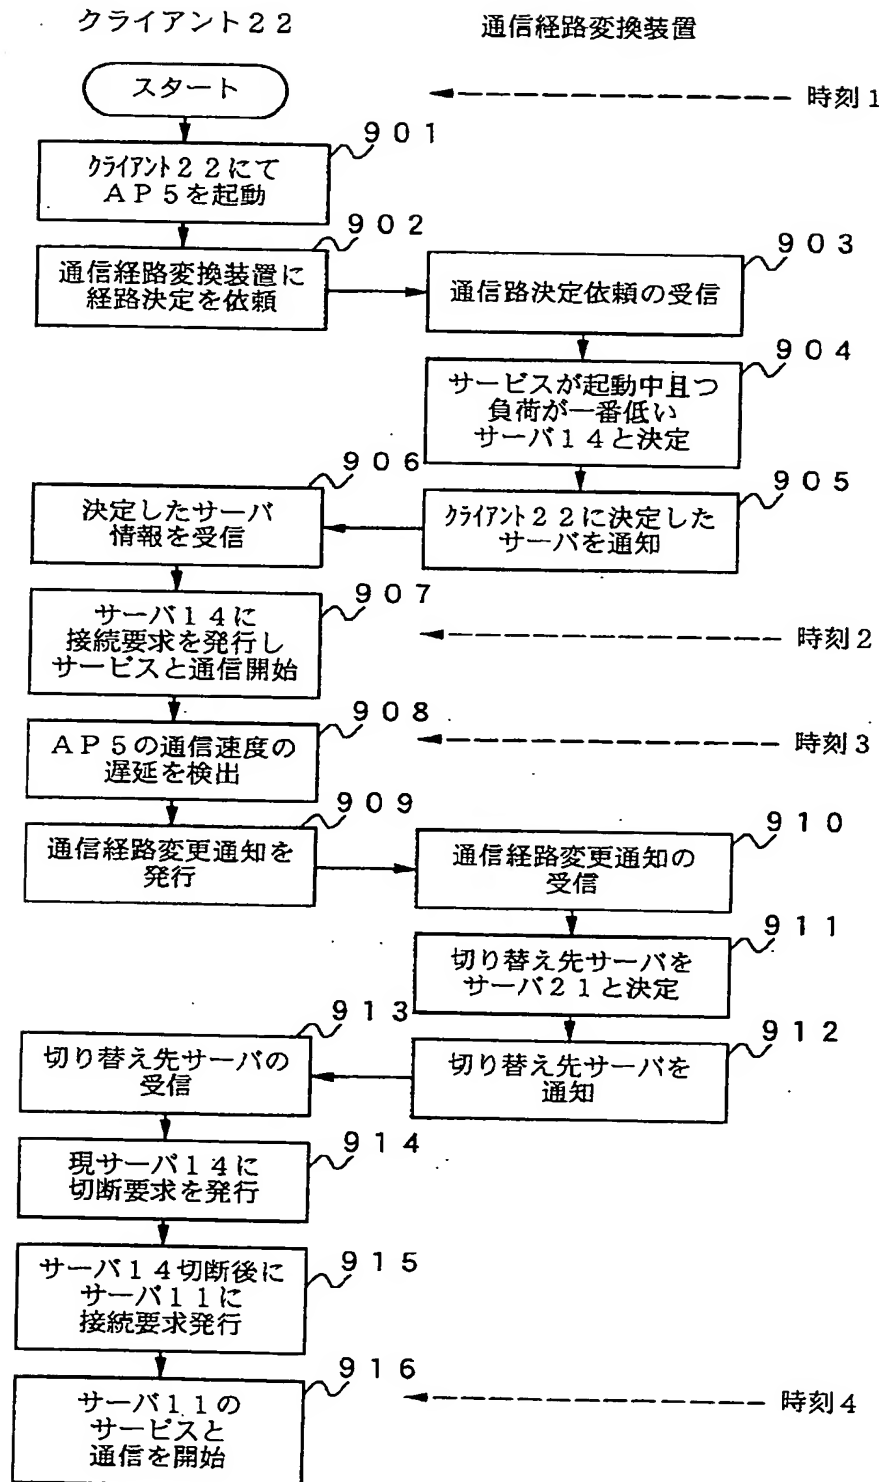 クライアント２２
通信経路変換装置
スタート
時刻１
９０１
クライアント２２にて
ＡＰ５を起動
９０２
通信経路変換装置に
経路決定を依頼
９０３
通信路決定依頼の受信
９０４
サービスが起動中且つ
負荷が一番低い
サーバ１４と決定
９０５
クライアント２２に決定した
サーバを通知
９０６
決定したサーバ
情報を受信
９０７
サーバ１４に
接続要求を発行し
サービスと通信開始
時刻２
９０８
ＡＰ５の通信速度の
遅延を検出
時刻３
９０９
通信経路変更通知を
発行
９１０
通信経路変更通知の
受信
９１１
切り替え先サーバを
サーバ２１と決定
９１２
切り替え先サーバを
通知
９１３
切り替え先サーバの
受信
９１４
現サーバ１４に
切断要求を発行
９１５
サーバ１４切断後に
サーバ１１に
接続要求発行
９１６
サーバ１１の
サービスと
通信を開始
時刻４